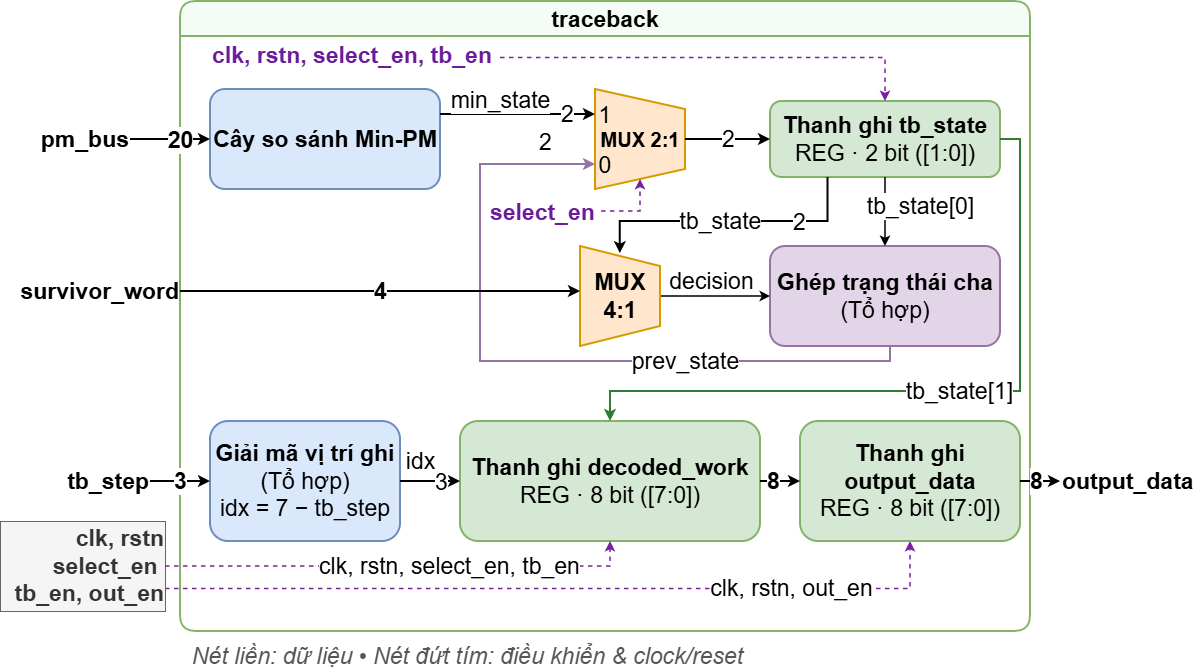 traceback
clk, rstn, select_en, tb_en
pm_bus
20
Cây so sánh Min-PM
min_state
2
2
1
MUX 2:1
0
2
Thanh ghi tb_state
REG · 2 bit ([1:0])
select_en
tb_state
2
tb_state[0]
survivor_word
4
MUX
4:1
decision
Ghép trạng thái cha
(Tổ hợp)
prev_state
tb_state[1]
tb_step
3
Giải mã vị trí ghi
(Tổ hợp)
idx = 7 − tb_step
idx
3
Thanh ghi decoded_work
REG · 8 bit ([7:0])
8
Thanh ghi
output_data
REG · 8 bit ([7:0])
8
output_data
clk, rstn
select_en
tb_en, out_en
clk, rstn, select_en, tb_en
clk, rstn, out_en
Nét liền: dữ liệu • Nét đứt tím: điều khiển & clock/reset